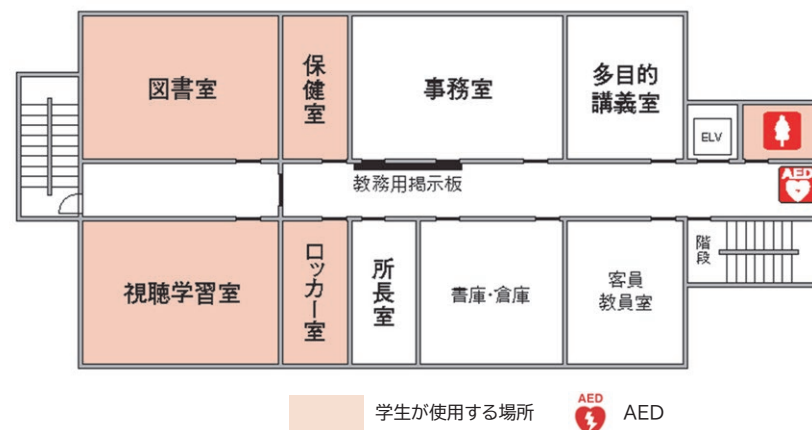 図書室
保健室
事務室
多目的
講義室
ELV
AED
教務用掲示板
視聴学習室
ロッカー室
所長室
書庫・倉庫
客員
教員室
階段
学生が使用する場所
AED
AED